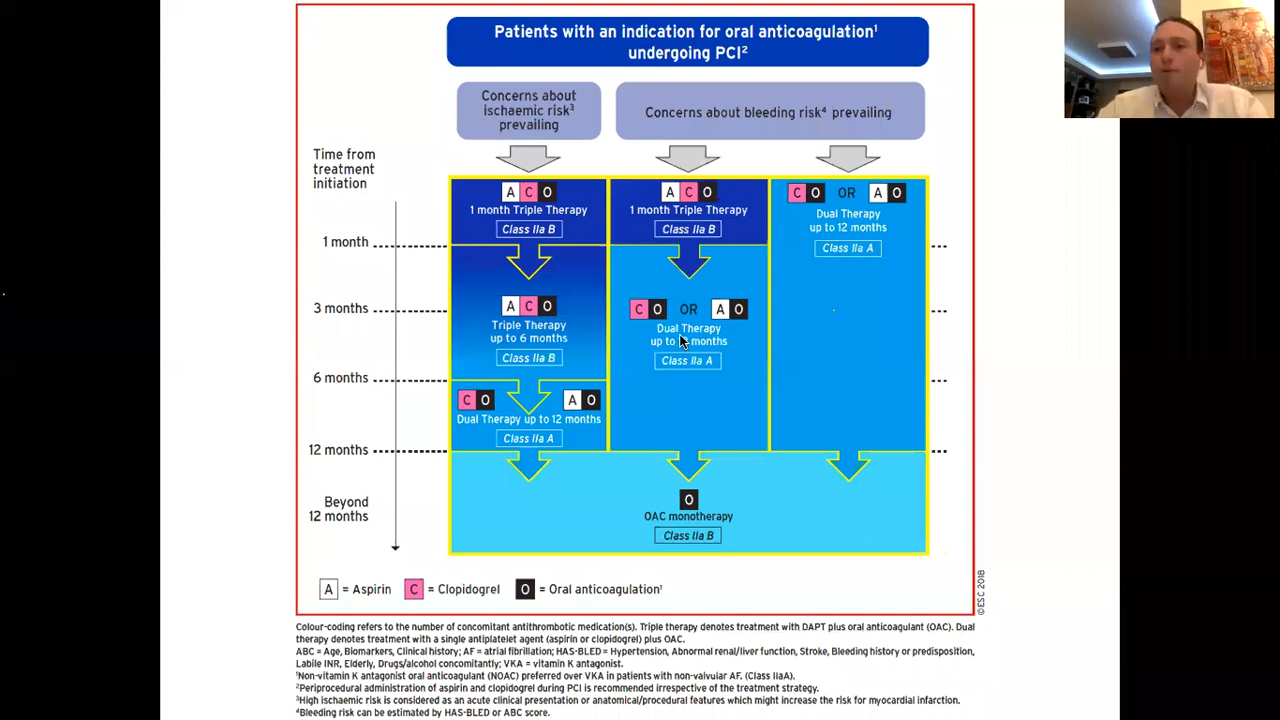 Patients with an indication for oral anticoagulation¹
undergoing PCI²
Concerns about
ischaemic risk³
prevailing
Concerns about bleeding risk⁴ prevailing
Time from
treatment
initiation
A C O
1 month Triple Therapy
Class IIa B
A C O
1 month Triple Therapy
Class IIa B
C O OR A O
Dual Therapy
up to 12 months
Class IIa A
1 month
3 months
A C O
Triple Therapy
up to 6 months
Class IIa B
C O OR A O
Dual Therapy
up to months
Class IIa A
6 months
C O A O
Dual Therapy up to 12 months
Class IIa A
12 months
Beyond
12 months
O
OAC monotherapy
Class IIa B
A = Aspirin C = Clopidogrel O = Oral anticoagulation¹
©ESC 2018
Colour-coding refers to the number of concomitant antithrombotic medication(s). Triple therapy denotes treatment with DAPT plus oral anticoagulant (OAC). Dual
therapy denotes treatment with a single antiplatelet agent (aspirin or clopidogrel) plus OAC.
ABC = Age, Biomarkers, Clinical history; AF = atrial fibrillation; HAS-BLED = Hypertension, Abnormal renal/liver function, Stroke, Bleeding history or predisposition,
Labile INR, Elderly, Drugs/alcohol concomitantly; VKA = vitamin K antagonist.
¹Non-vitamin K antagonist oral anticoagulant (NOAC) preferred over VKA in patients with non-valvular AF. (Class IIaA).
²Periprocedural administration of aspirin and clopidogrel during PCI is recommended irrespective of the treatment strategy.
³High ischaemic risk is considered as an acute clinical presentation or anatomical/procedural features which might increase the risk for myocardial infarction.
⁴Bleeding risk can be estimated by HAS-BLED or ABC score.